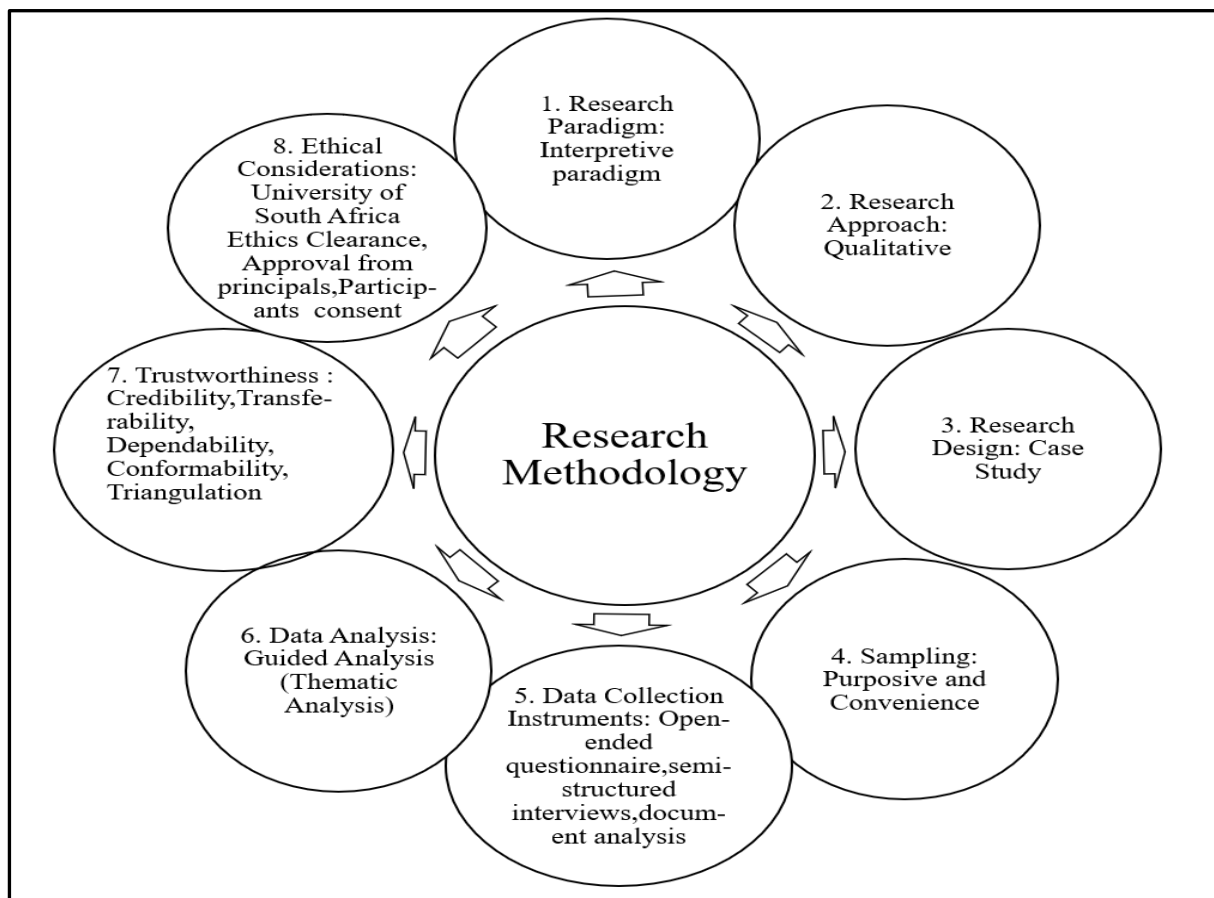 1. Research
Paradigm:
Interpretive
paradigm
2. Research
Approach:
Qualitative
3. Research
Design: Case
Study
4. Sampling:
Purposive and
Convenience
5. Data Collection
Instruments: Open-
ended
questionnaire,semi-
structured
interviews,docum-
ent analysis
6. Data Analysis:
Guided Analysis
(Thematic
Analysis)
7. Trustworthiness :
Credibility,Transfe-
rability,
Dependability,
Conformability,
Triangulation
8. Ethical
Considerations:
University of
South Africa
Ethics Clearance,
Approval from
principals,Particip-
ants consent
Research
Methodology